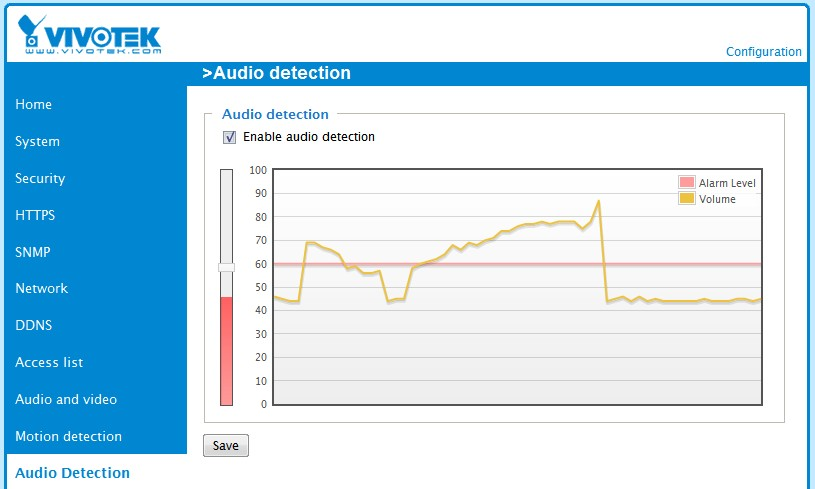 VIVOTEK
www.vivotek.com
Configuration
>Audio detection
Home
System
Security
HTTPS
SNMP
Network
DDNS
Access list
Audio and video
Motion detection
Audio Detection
Audio detection
Enable audio detection
100
90
80
70
60
50
40
30
20
10
0
Alarm Level
Volume
Save